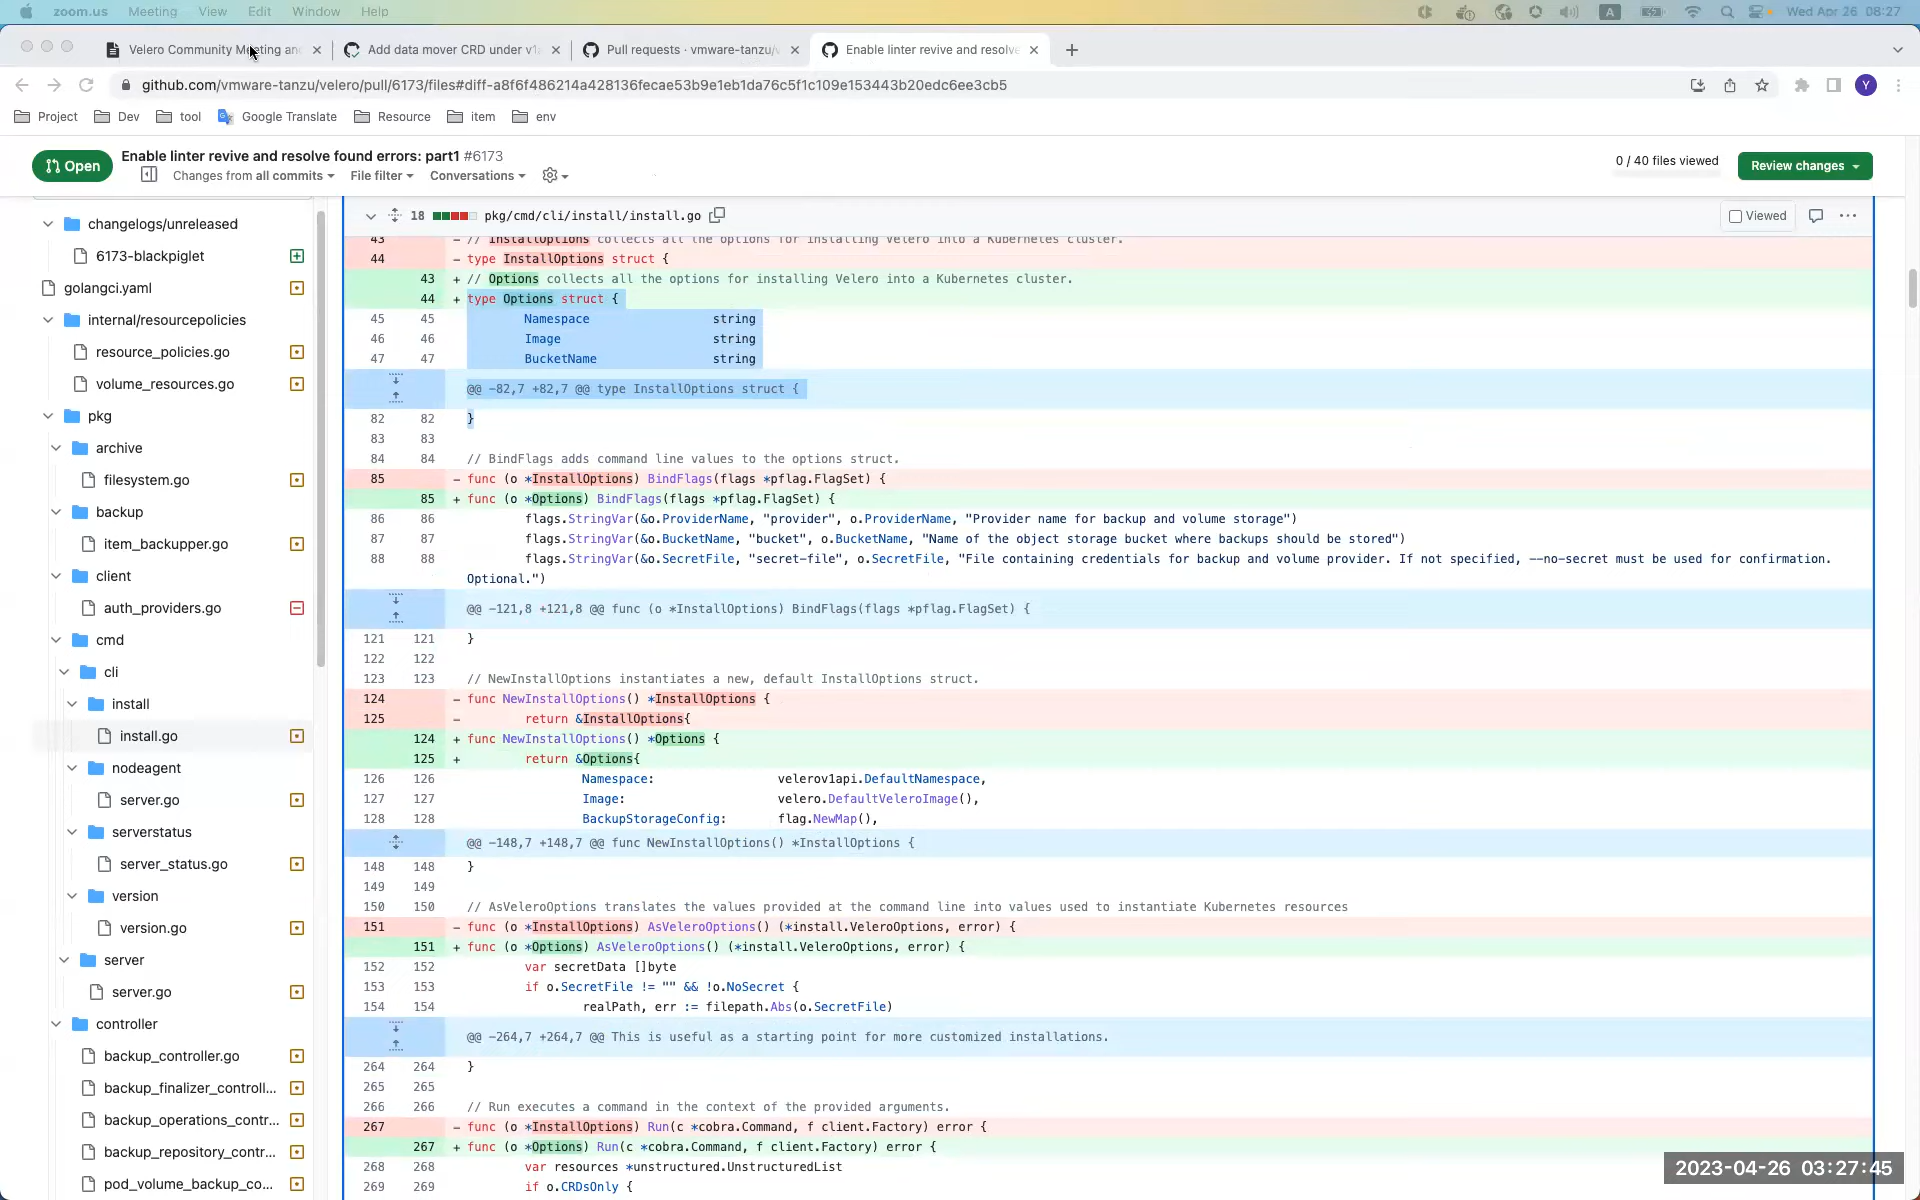 zoom.us Meeting View Edit Window Help Wed Apr 26 08:27
Velero Community Meeting an Add data mover CRD under v1 Pull requests · vmware-tanzu/v Enable linter revive and resolve
github.com/vmware-tanzu/velero/pull/6173/files#diff-a8f6f486214a428136fecae53b9e1eb1da76c5f1c109e153443b20edc6ee3cb5
Y
Project Dev tool Google Translate Resource item env
Open
Enable linter revive and resolve found errors: part1 #6173
Changes from all commits File filter Conversations
0 / 40 files viewed
Review changes
changelogs/unreleased
6173-blackpiglet
golangci.yaml
internal/resourcepolicies
resource_policies.go
volume_resources.go
pkg
archive
filesystem.go
backup
item_backupper.go
client
auth_providers.go
cmd
cli
install
install.go
nodeagent
server.go
serverstatus
server_status.go
version
version.go
server
server.go
controller
backup_controller.go
backup_finalizer_controll...
backup_operations_contr...
backup_repository_contr...
pod_volume_backup_co...
18 pkg/cmd/cli/install/install.go Viewed
43 - // InstallOptions collects all the options for installing Velero into a Kubernetes cluster.
44 - type InstallOptions struct {
43 + // Options collects all the options for installing Velero into a Kubernetes cluster.
44 + type Options struct {
45 45 Namespace string
46 46 Image string
47 47 BucketName string
@@ -82,7 +82,7 @@ type InstallOptions struct {
82 82 }
83 83
84 84 // BindFlags adds command line values to the options struct.
85 - func (o *InstallOptions) BindFlags(flags *pflag.FlagSet) {
85 + func (o *Options) BindFlags(flags *pflag.FlagSet) {
86 86 flags.StringVar(&o.ProviderName, "provider", o.ProviderName, "Provider name for backup and volume storage")
87 87 flags.StringVar(&o.BucketName, "bucket", o.BucketName, "Name of the object storage bucket where backups should be stored")
88 88 flags.StringVar(&o.SecretFile, "secret-file", o.SecretFile, "File containing credentials for backup and volume provider. If not specified, --no-secret must be used for confirmation.
Optional.")
@@ -121,8 +121,8 @@ func (o *InstallOptions) BindFlags(flags *pflag.FlagSet) {
121 121 }
122 122
123 123 // NewInstallOptions instantiates a new, default InstallOptions struct.
124 - func NewInstallOptions() *InstallOptions {
125 - return &InstallOptions{
124 + func NewInstallOptions() *Options {
125 + return &Options{
126 126 Namespace: velerov1api.DefaultNamespace,
127 127 Image: velero.DefaultVeleroImage(),
128 128 BackupStorageConfig: flag.NewMap(),
@@ -148,7 +148,7 @@ func NewInstallOptions() *InstallOptions {
148 148 }
149 149
150 150 // AsVeleroOptions translates the values provided at the command line into values used to instantiate Kubernetes resources
151 - func (o *InstallOptions) AsVeleroOptions() (*install.VeleroOptions, error) {
151 + func (o *Options) AsVeleroOptions() (*install.VeleroOptions, error) {
152 152 var secretData []byte
153 153 if o.SecretFile != "" && !o.NoSecret {
154 154 realPath, err := filepath.Abs(o.SecretFile)
@@ -264,7 +264,7 @@ This is useful as a starting point for more customized installations.
264 264 }
265 265
266 266 // Run executes a command in the context of the provided arguments.
267 - func (o *InstallOptions) Run(c *cobra.Command, f client.Factory) error {
267 + func (o *Options) Run(c *cobra.Command, f client.Factory) error {
268 268 var resources *unstructured.UnstructuredList
269 269 if o.CRDsOnly {
2023-04-26 03:27:45